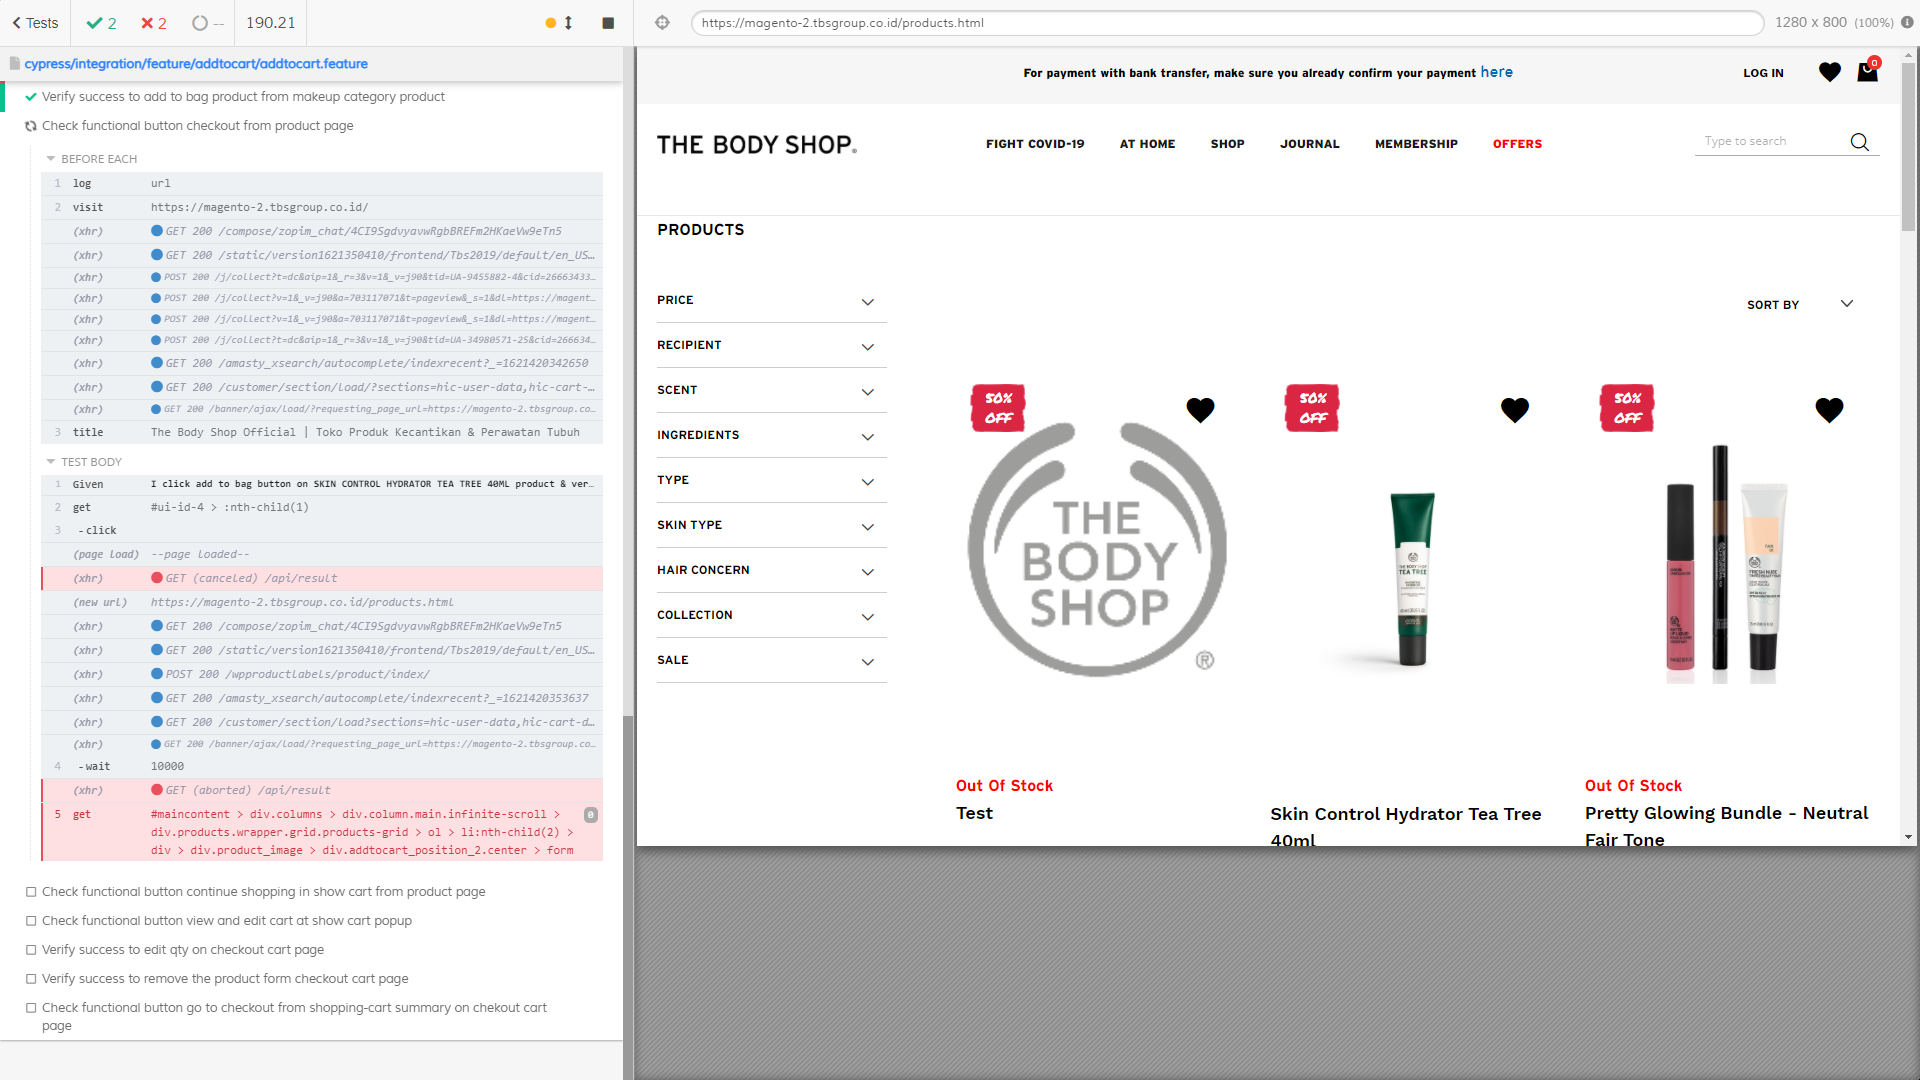 Tests
2
2
--
190.21
cypress/integration/feature/addtocart/addtocart.feature
Verify success to add to bag product from makeup category product
Check functional button checkout from product page
BEFORE EACH
1 log url
2 visit https://magento-2.tbsgroup.co.id/
(xhr) GET 200 /compose/zopim_chat/4CI9SgdvyavwRgbBREFm2HKaeVw9eTn5
(xhr) GET 200 /static/version1621350410/frontend/Tbs2019/default/en_US…
(xhr) POST 200 /j/collect?t=dc&aip=1&_r=3&v=1&_v=j90&tid=UA-9455882-4&cid=26663433…
(xhr) POST 200 /j/collect?v=1&_v=j90&a=703117071&t=pageview&_s=1&dl=https://magent…
(xhr) POST 200 /j/collect?v=1&_v=j90&a=703117071&t=pageview&_s=1&dl=https://magent…
(xhr) POST 200 /j/collect?t=dc&aip=1&_r=3&v=1&_v=j90&tid=UA-34980571-25&cid=266634…
(xhr) GET 200 /amasty_xsearch/autocomplete/indexrecent?_=1621420342650
(xhr) GET 200 /customer/section/load/?sections=hic-user-data,hic-cart-…
(xhr) GET 200 /banner/ajax/load/?requesting_page_url=https://magento-2.tbsgroup.co…
3 title The Body Shop Official | Toko Produk Kecantikan & Perawatan Tubuh
TEST BODY
1 Given I click add to bag button on SKIN CONTROL HYDRATOR TEA TREE 40ML product & ver…
2 get #ui-id-4 > :nth-child(1)
3 -click
(page load) --page loaded--
(xhr) GET (canceled) /api/result
(new url) https://magento-2.tbsgroup.co.id/products.html
(xhr) GET 200 /compose/zopim_chat/4CI9SgdvyavwRgbBREFm2HKaeVw9eTn5
(xhr) GET 200 /static/version1621350410/frontend/Tbs2019/default/en_US…
(xhr) POST 200 /wpproductlabels/product/index/
(xhr) GET 200 /amasty_xsearch/autocomplete/indexrecent?_=1621420353637
(xhr) GET 200 /customer/section/load?sections=hic-user-data,hic-cart-d…
(xhr) GET 200 /banner/ajax/load/?requesting_page_url=https://magento-2.tbsgroup.co…
4 -wait 10000
(xhr) GET (aborted) /api/result
5 get #maincontent > div.columns > div.column.main.infinite-scroll > 0
div.products.wrapper.grid.products-grid > ol > li:nth-child(2) >
div > div.product_image > div.addtocart_position_2.center > form
Check functional button continue shopping in show cart from product page
Check functional button view and edit cart at show cart popup
Verify success to edit qty on checkout cart page
Verify success to remove the product form checkout cart page
Check functional button go to checkout from shopping-cart summary on chekout cart
page
https://magento-2.tbsgroup.co.id/products.html
1280 x 800 (100%)
For payment with bank transfer, make sure you already confirm your payment here
LOG IN
0
THE BODY SHOP®
FIGHT COVID-19 AT HOME SHOP JOURNAL MEMBERSHIP OFFERS
Type to search
PRODUCTS
PRICE
RECIPIENT
SCENT
INGREDIENTS
TYPE
SKIN TYPE
HAIR CONCERN
COLLECTION
SALE
SORT BY
50%
OFF
THE
BODY
SHOP
®
Out Of Stock
Test
50%
OFF
THE BODY SHOP
TEA TREE
Skin Control Hydrator Tea Tree
40ml
50%
OFF
FRESH NUDE
Out Of Stock
Pretty Glowing Bundle - Neutral
Fair Tone